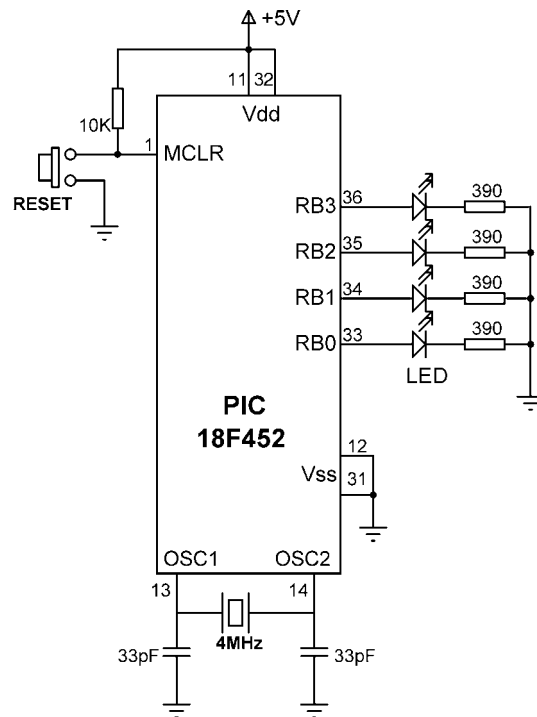 +5V
11 32
Vdd
10K
1 MCLR
RESET
RB3 36 390
RB2 35 390
RB1 34 390
RB0 33 390
LED
PIC
18F452
12
Vss
31
OSC1 OSC2
13 14
4MHz
33pF 33pF